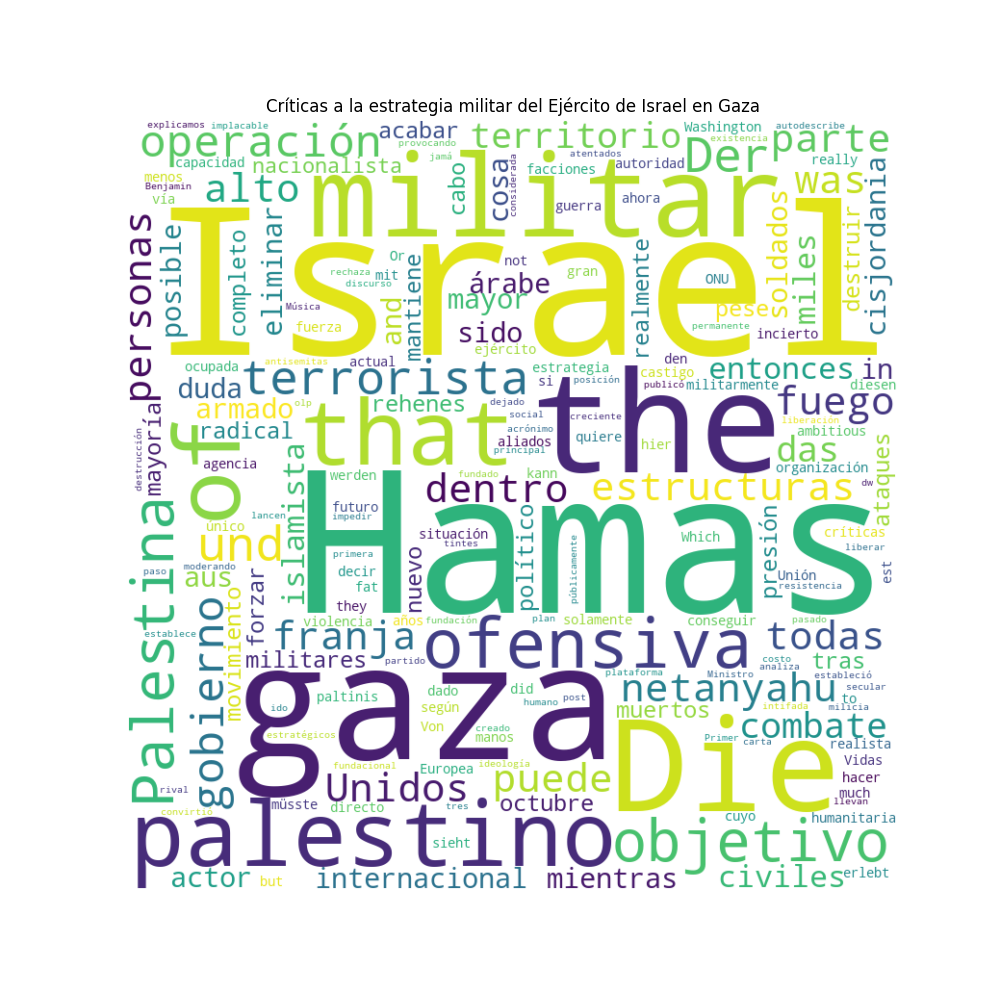 Críticas a la estrategia militar del Ejército de Israel en Gaza
explicamos implacable
operación
acabar
provocando
territorio
Washington
existencia
autodescribe
parte
Der
capacidad
nacionalista
jamá
atentados
facciones
autoridad
really
menos
Benjamin
vía
alto
militar
cabo
cosa
considerada
guerra
ahora
was
cisjordania
personas
posible
completo
eliminar
Israel
Or
rechaza
discurso
mit
not
gran
ONU
soldados
miles
destruir
Música
fuerza
and
mantiene
árabe
mayor
sido
ejército
realmente
permanente
pese
incierto
ocupada
antisemitas
actual
estrategia
den
castigo
entonces
in
duda
terrorista
si
posición
publicó
militarmente
diesen
armado
olp
rehenes
dejado
social
acrónimo
creciente
the
fuego
liberación
ambitious
radical
that
aliados
principal
quiere
hier
das
mayoría
destrucción
agencia
islamista
werden
fundado
kann
organización
ataques
dw
of
Hamas
dentro
estructuras
lancen
futuro
impedir
único
und
situación
tintes
político
públicamente
Which
presión
críticas
liberar
Palestina
paso
moderando
aus
primera
decir
fat
nuevo
Unión
resistencia
est
gobierno
movimiento
forzar
they
violencia
años
fundación
plan
solamente
conseguir
pasado
establece
franja
ofensiva
todas
militares
partido
costo
analiza
tras
gaza
paltinis
dado
did
plataforma
Ministro
estableció
secular
netanyahu
to
ido
según
humano
post
muertos
intifada
milicia
estratégicos
Von
creado
manos
Die
Primer
carta
combate
realista
fundacional
Europea
ideología
Vidas
rival
Unidos
puede
hacer
much
convirtió
müsste
directo
tres
octubre
llevan
cuyo
humanitaria
palestino
sieht
objetivo
actor
but
internacional
mientras
civiles
erlebt